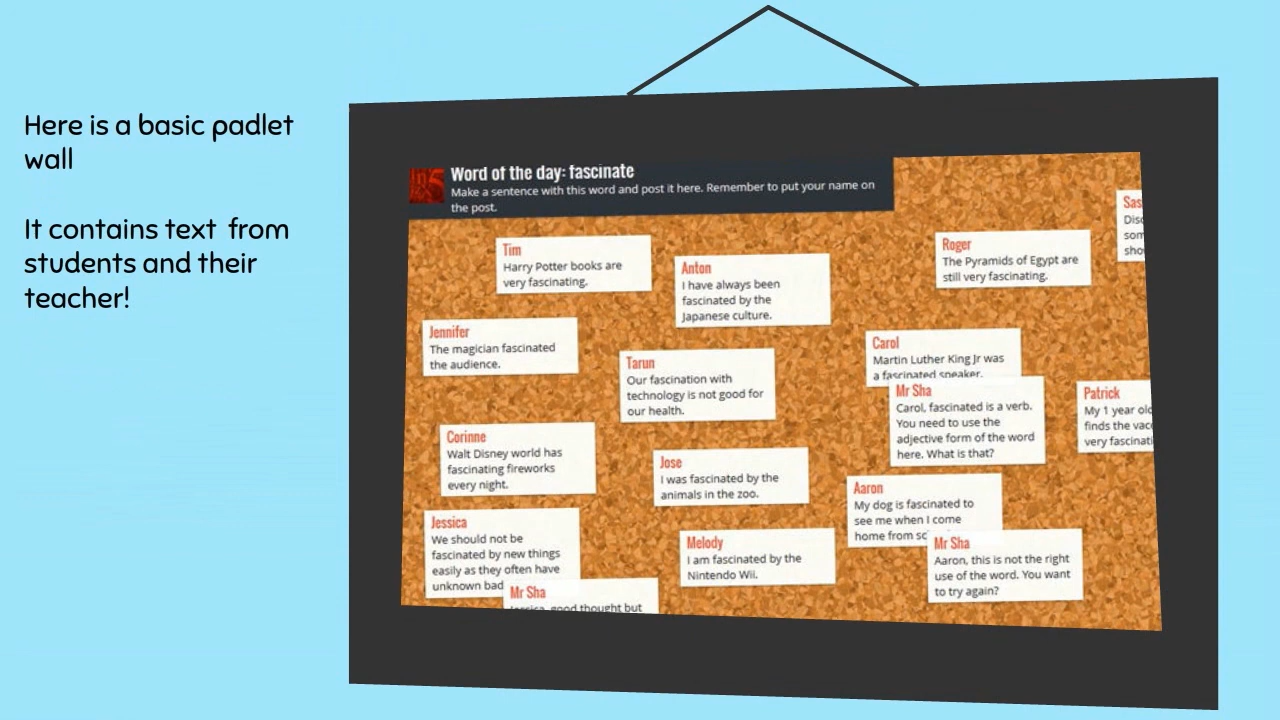 Here is a basic padlet
wall
It contains text from
students and their
teacher!
Word of the day: fascinate
Make a sentence with this word and post it here. Remember to put your name on
the post.
Tim
Harry Potter books are
very fascinating.
Anton
I have always been
fascinated by the
Japanese culture.
Roger
The Pyramids of Egypt are
still very fascinating.
Jennifer
The magician fascinated
the audience.
Tarun
Our fascination with
technology is not good for
our health.
Carol
Martin Luther King Jr was
a fascinated speaker.
Mr Sha
Carol, fascinated is a verb.
You need to use the
adjective form of the word
here. What is that?
Patrick
My 1 year old
finds the
very
Corinne
Walt Disney world has
fascinating fireworks
every night.
Jose
I was fascinated by the
animals in the zoo.
Aaron
My dog is fascinated to
see me when I come
home from
Mr Sha
Aaron, this is not the right
use of the word. You want
to try again?
Jessica
We should not be
fascinated by new things
easily as they often have
unknown bad
Mr Sha
Jessica, good thought but
Melody
I am fascinated by the
Nintendo Wii.